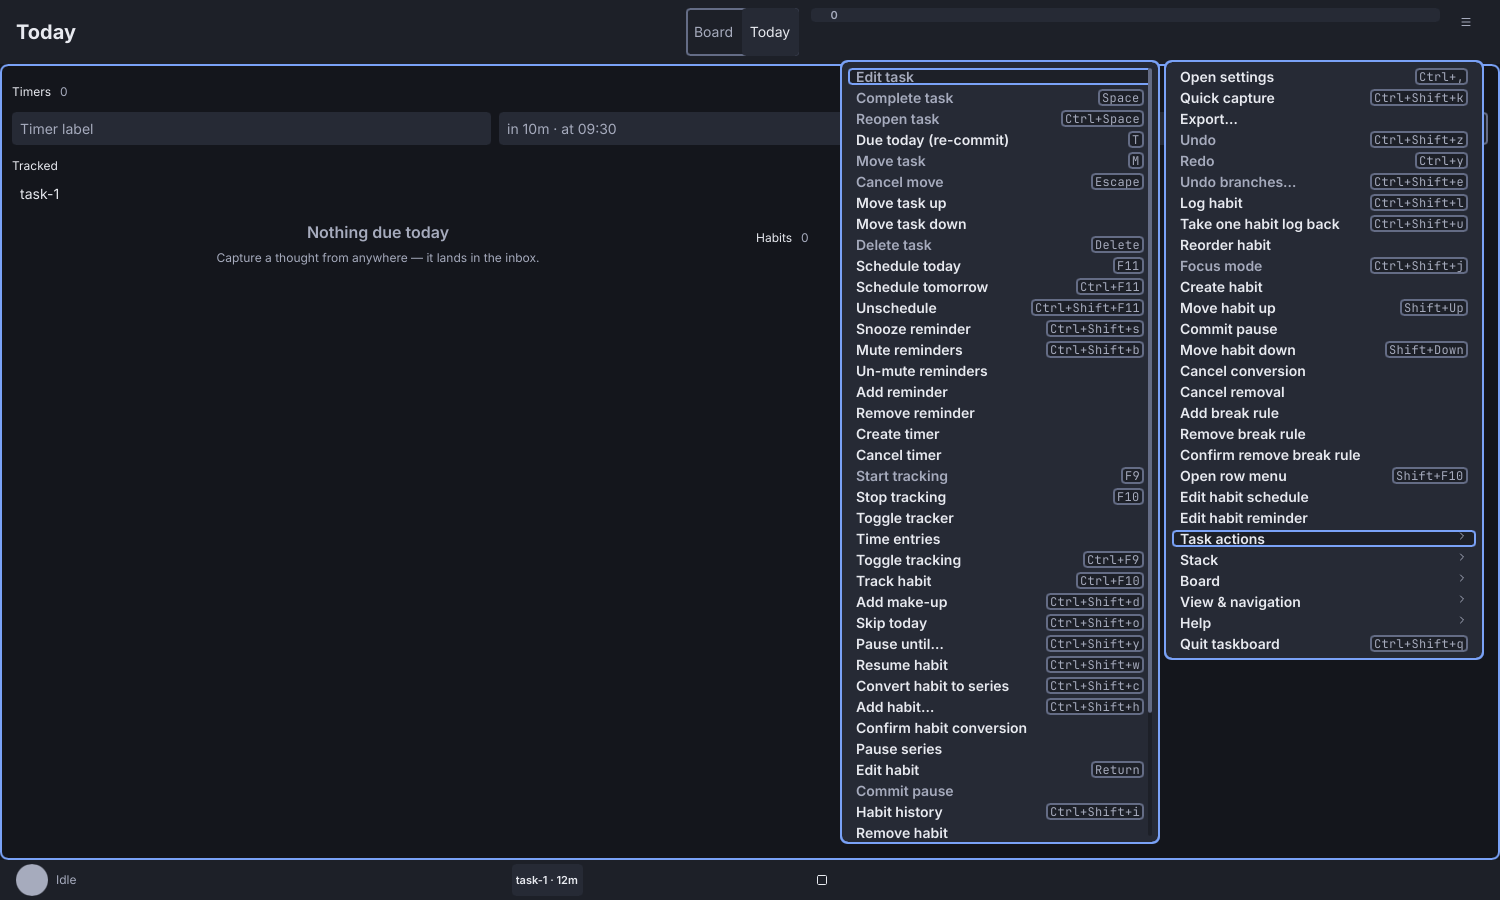 Today
Board
Today
0
Timers 0
Timer label
in 10m · at 09:30
Tracked
task-1
Nothing due today
Capture a thought from anywhere — it lands in the inbox.
Habits 0
Edit task
Complete task Space
Reopen task Ctrl+Space
Due today (re-commit) T
Move task M
Cancel move Escape
Move task up
Move task down
Delete task Delete
Schedule today F11
Schedule tomorrow Ctrl+F11
Unschedule Ctrl+Shift+F11
Snooze reminder Ctrl+Shift+s
Mute reminders Ctrl+Shift+b
Un-mute reminders
Add reminder
Remove reminder
Create timer
Cancel timer
Start tracking F9
Stop tracking F10
Toggle tracker
Time entries
Toggle tracking Ctrl+F9
Track habit Ctrl+F10
Add make-up Ctrl+Shift+d
Skip today Ctrl+Shift+o
Pause until... Ctrl+Shift+y
Resume habit Ctrl+Shift+w
Convert habit to series Ctrl+Shift+c
Add habit... Ctrl+Shift+h
Confirm habit conversion
Pause series
Edit habit Return
Commit pause
Habit history Ctrl+Shift+i
Remove habit
Open settings Ctrl+,
Quick capture Ctrl+Shift+k
Export...
Undo Ctrl+Shift+z
Redo Ctrl+y
Undo branches... Ctrl+Shift+e
Log habit Ctrl+Shift+l
Take one habit log back Ctrl+Shift+u
Reorder habit
Focus mode Ctrl+Shift+j
Create habit
Move habit up Shift+Up
Commit pause
Move habit down Shift+Down
Cancel conversion
Cancel removal
Add break rule
Remove break rule
Confirm remove break rule
Open row menu Shift+F10
Edit habit schedule
Edit habit reminder
Task actions
Stack
Board
View & navigation
Help
Quit taskboard Ctrl+Shift+q
Idle
task-1 · 12m